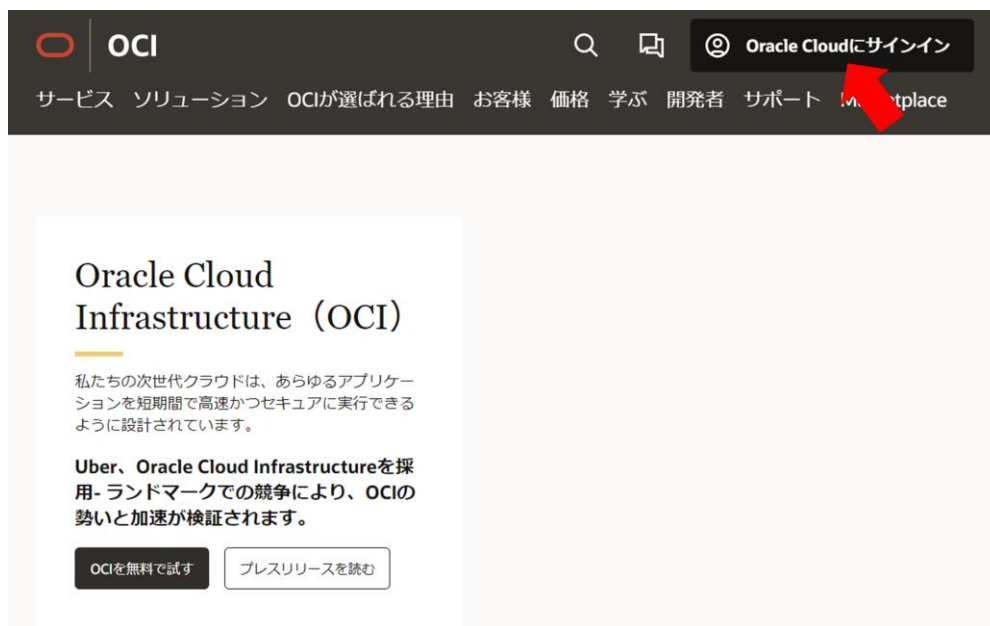 OCI
Oracle Cloudにサインイン
サービス ソリューション OCIが選ばれる理由 お客様 価格 学ぶ 開発者 サポート
Oracle Cloud
Infrastructure（OCI）
私たちの次世代クラウドは、あらゆるアプリケー
ションを短期間で高速かつセキュアに実行できる
ように設計されています。
Uber、Oracle Cloud Infrastructureを採
用- ランドマークでの競争により、OCIの
勢いと加速が検証されます。
OCIを無料で試す プレスリリースを読む